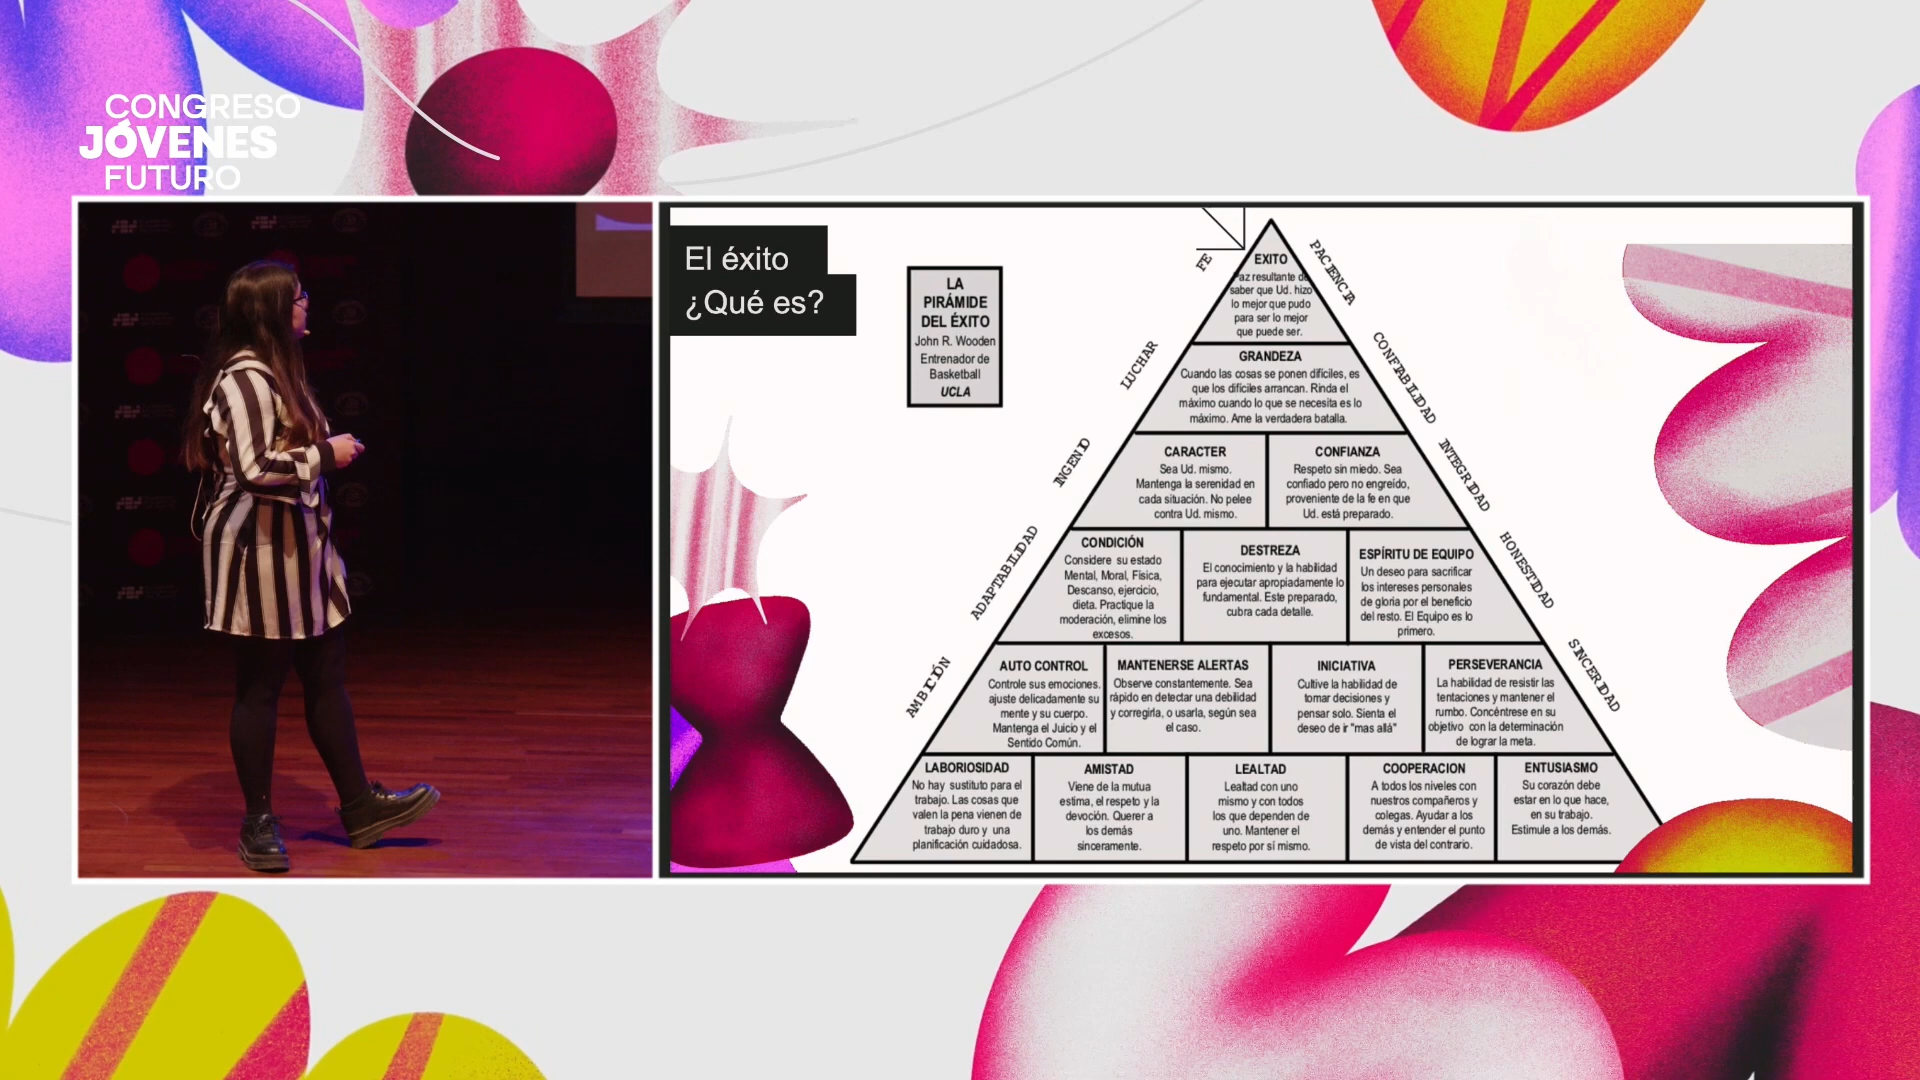 CONGRESO
JÓVENES
FUTURO
El éxito
¿Qué es?
LA
PIRÁMIDE
DEL ÉXITO
John R. Wooden
Entrenador de
Basketball
UCLA
FE
LUCHAR
INGENIO
ADAPTABILIDAD
AMBICIÓN
PACIENCIA
CONFIABILIDAD
INTEGRIDAD
HONESTIDAD
SINCERIDAD
EXITO
Paz resultante de
saber que Ud. hizo
lo mejor que pudo
para ser lo mejor
que puede ser.
GRANDEZA
Cuando las cosas se ponen difíciles, es
que los difíciles arrancan. Rinda el
máximo cuando lo que se necesita es lo
máximo. Ame la verdadera batalla.
CARACTER
Sea Ud. mismo.
Mantenga la serenidad en
cada situación. No pelee
contra Ud. mismo.
CONFIANZA
Respeto sin miedo. Sea
confiado pero no engreído,
proveniente de la fe en que
Ud. está preparado.
CONDICIÓN
Considere su estado
Mental, Moral, Física,
Descanso, ejercicio,
dieta. Practique la
moderación, elimine los
excesos.
DESTREZA
El conocimiento y la habilidad
para ejecutar apropiadamente lo
fundamental. Este preparado,
cubra cada detalle.
ESPÍRITU DE EQUIPO
Un deseo para sacrificar
los intereses personales
de gloria por el beneficio
del resto. El Equipo es lo
primero.
AUTO CONTROL
Controle sus emociones.
ajuste delicadamente su
mente y su cuerpo.
Mantenga el Juicio y el
Sentido Común.
MANTENERSE ALERTAS
Observe constantemente. Sea
rápido en detectar una debilidad
y corregirla, o usarla, según sea
el caso.
INICIATIVA
Cultive la habilidad de
tomar decisiones y
pensar solo. Sienta el
deseo de ir "mas allá"
PERSEVERANCIA
La habilidad de resistir las
tentaciones y mantener el
rumbo. Concéntrese en su
objetivo con la determinación
de lograr la meta.
LABORIOSIDAD
No hay sustituto para el
trabajo. Las cosas que
valen la pena vienen de
trabajo duro y una
planificación cuidadosa.
AMISTAD
Viene de la mutua
estima, el respeto y la
devoción. Querer a
los demás
sinceramente.
LEALTAD
Lealtad con uno
mismo y con todos
los que dependen de
uno. Mantener el
respeto por sí mismo.
COOPERACION
A todos los niveles con
nuestros compañeros y
colegas. Ayudar a los
demás y entender el punto
de vista del contrario.
ENTUSIASMO
Su corazón debe
estar en lo que hace,
en su trabajo.
Estimule a los demás.